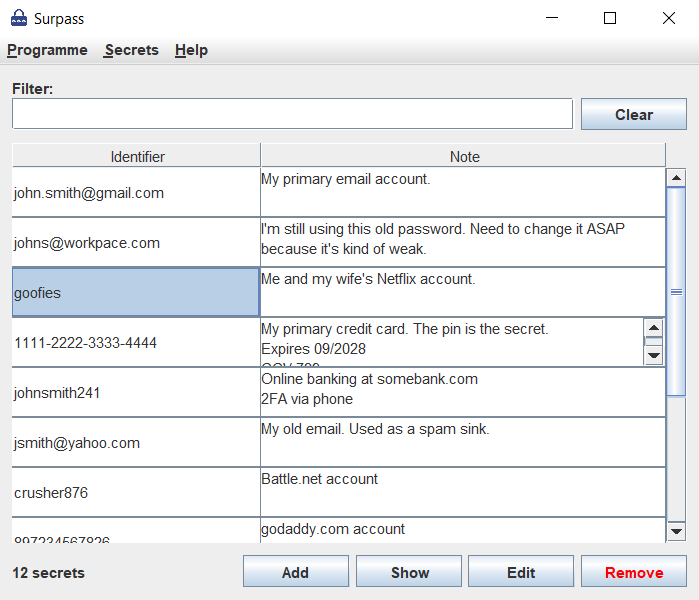 Surpass
Programme Secrets Help
Filter:
Clear
Identifier Note
john.smith@gmail.com My primary email account.
johns@workpace.com I'm still using this old password. Need to change it ASAP
because it's kind of weak.
goofies Me and my wife's Netflix account.
1111-2222-3333-4444 My primary credit card. The pin is the secret.
Expires 09/2028
johnsmith241 Online banking at somebank.com
2FA via phone
jsmith@yahoo.com My old email. Used as a spam sink.
crusher876 Battle.net account
897234567826 godaddy.com account
12 secrets Add Show Edit Remove